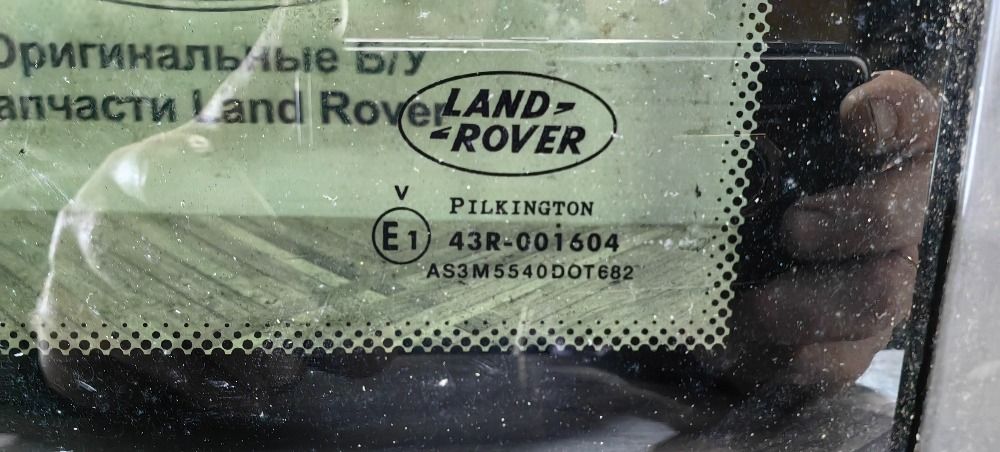 Оригинальные Б/У
апчасти Land Rover
LAND
ROVER
V
PILKINGTON
E1 43R-001604
AS3M5540DOT682